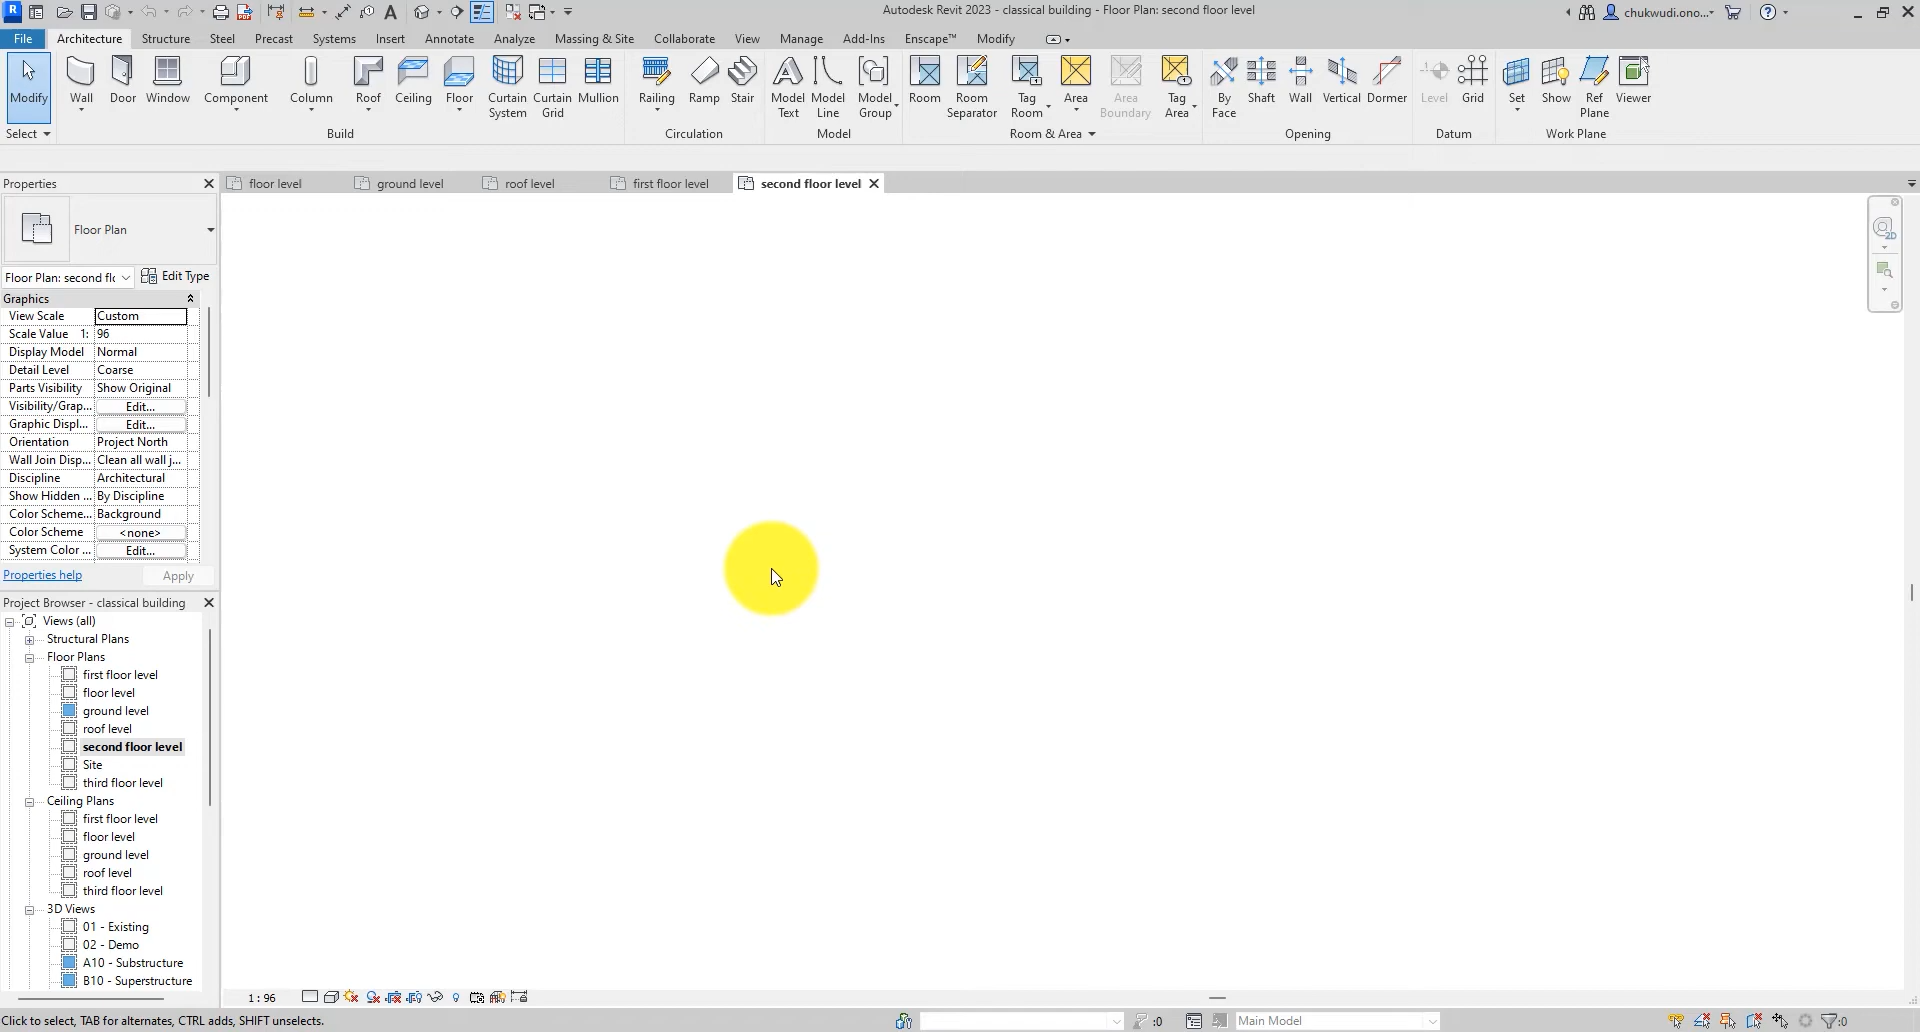 Autodesk Revit 2023 - classical building - Floor Plan: second floor level
chukwudi.ono...
File Architecture Structure Steel Precast Systems Insert Annotate Analyze Massing & Site Collaborate View Manage Add-Ins Enscape™ Modify
Modify Wall Door Window Component Column Roof Ceiling Floor Curtain System Curtain Grid Mullion Railing Ramp Stair Model Text Model Line Model Group Room Room Separator Tag Room Area Area Boundary Tag Area By Face Shaft Wall Vertical Dormer Level Grid Set Show Ref Plane Viewer
Select Build Circulation Model Room & Area Opening Datum Work Plane
Properties
floor level ground level roof level first floor level second floor level
Floor Plan
Floor Plan: second flo Edit Type
Graphics
View Scale Custom
Scale Value 1: 96
Display Model Normal
Detail Level Coarse
Parts Visibility Show Original
Visibility/Grap... Edit...
Graphic Displ... Edit...
Orientation Project North
Wall Join Disp... Clean all wall j...
Discipline Architectural
Show Hidden ... By Discipline
Color Scheme... Background
Color Scheme <none>
System Color ... Edit...
Properties help Apply
Project Browser - classical building
Views (all)
Structural Plans
Floor Plans
first floor level
floor level
ground level
roof level
second floor level
Site
third floor level
Ceiling Plans
first floor level
floor level
ground level
roof level
third floor level
3D Views
01 - Existing
02 - Demo
A10 - Substructure
B10 - Superstructure
1 : 96
Click to select, TAB for alternates, CTRL adds, SHIFT unselects.
:0
Main Model
:0